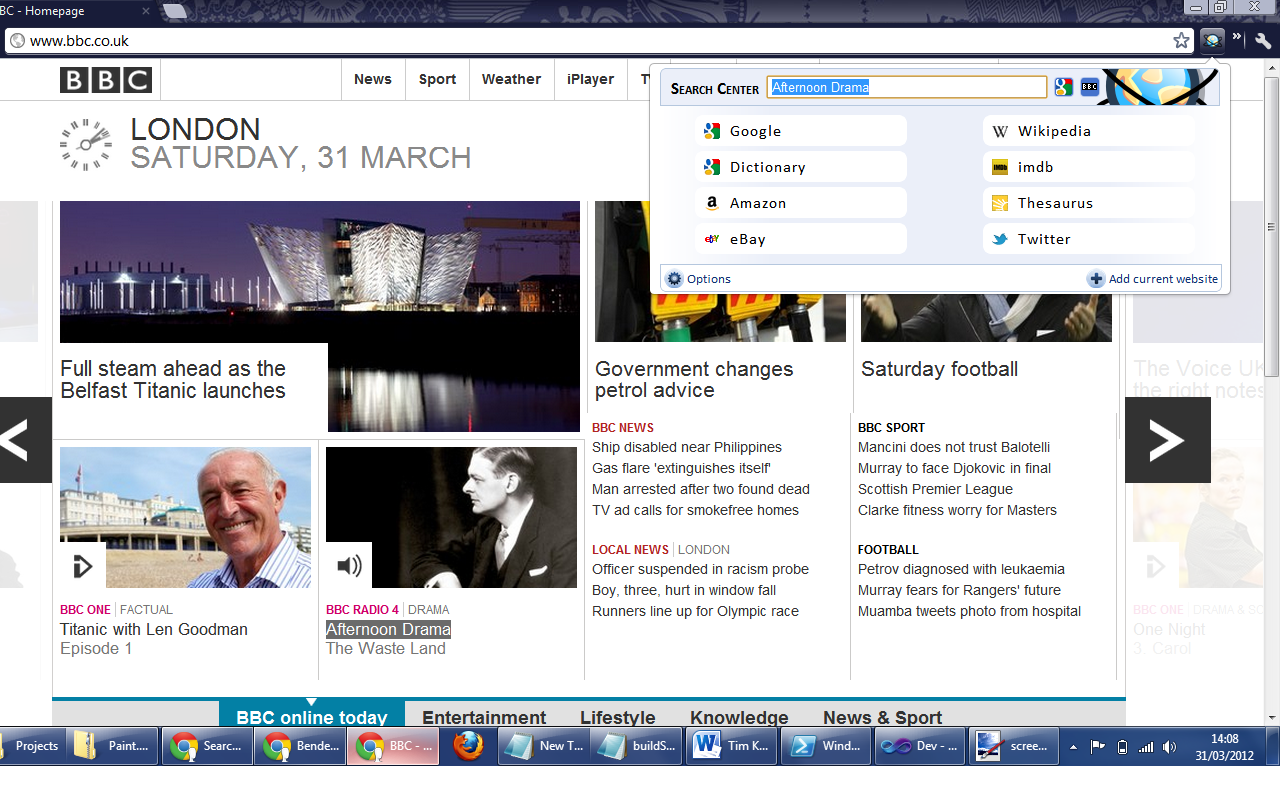 BBC - Homepage
www.bbc.co.uk
BBC
News
Sport
Weather
iPlayer
SEARCH CENTER
Afternoon Drama
BBC
Google
Wikipedia
Dictionary
imdb
Amazon
Thesaurus
eBay
Twitter
Options
Add current website
LONDON
SATURDAY, 31 MARCH
Full steam ahead as the
Belfast Titanic launches
Government changes
petrol advice
Saturday football
The Voice UK
the right notes
BBC NEWS
Ship disabled near Philippines
Gas flare 'extinguishes itself'
Man arrested after two found dead
TV ad calls for smokefree homes
BBC SPORT
Mancini does not trust Balotelli
Murray to face Djokovic in final
Scottish Premier League
Clarke fitness worry for Masters
LOCAL NEWS LONDON
Officer suspended in racism probe
Boy, three, hurt in window fall
Runners line up for Olympic race
FOOTBALL
Petrov diagnosed with leukaemia
Murray fears for Rangers' future
Muamba tweets photo from hospital
BBC ONE FACTUAL
Titanic with Len Goodman
Episode 1
BBC RADIO 4 DRAMA
Afternoon Drama
The Waste Land
BBC ONE DRAMA & SO
One Night
3. Carol
BBC online today
Entertainment
Lifestyle
Knowledge
News & Sport
Projects
Paint....
Searc...
Bende...
BBC - ...
New T...
buildS...
Tim K...
Wind...
Dev - ...
scree...
14:08
31/03/2012